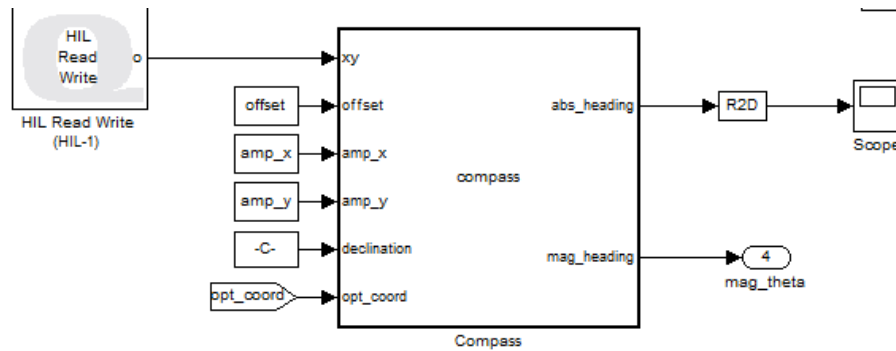 HIL
Read
Write
o
HIL Read Write
(HIL-1)
xy
offset
offset
abs_heading
R2D
amp_x
amp_x
Scope
compass
amp_y
amp_y
-C-
declination
mag_heading
4
mag_theta
opt_coord
opt_coord
Compass